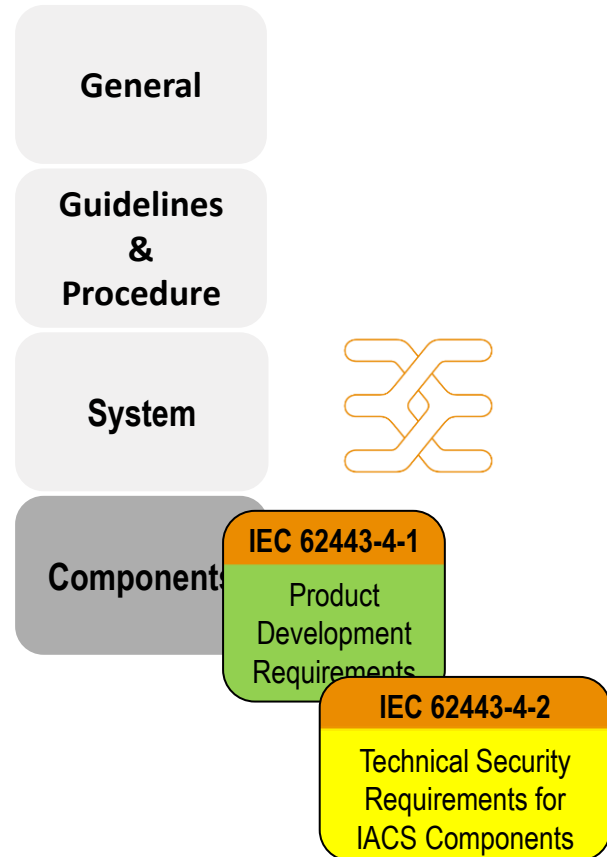 General
Guidelines
&
Procedure
System
Components
IEC 62443-4-1
Product
Development
Requirements
IEC 62443-4-2
Technical Security
Requirements for
IACS Components